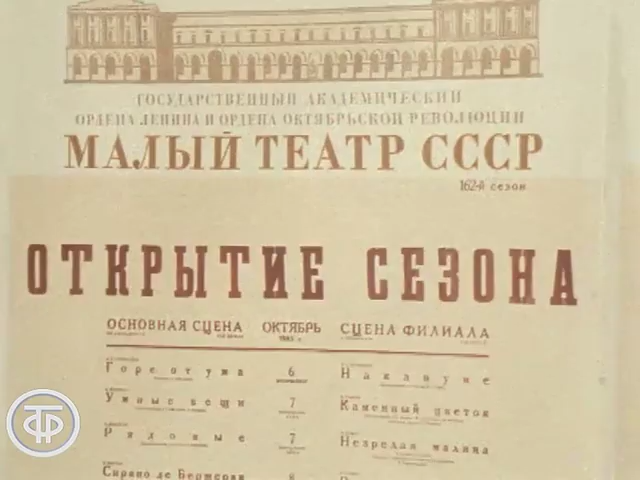 ГОСУДАРСТВЕННЫЙ АКАДЕМИЧЕСКИЙ
ОРДЕНА ЛЕНИНА И ОРДЕНА ОКТЯБРЬСКОЙ РЕВОЛЮЦИИ
МАЛЫЙ ТЕАТР СССР
162-й сезон
ОТКРЫТИЕ СЕЗОНА
ОСНОВНАЯ СЦЕНА ОКТЯБРЬ СЦЕНА ФИЛИАЛА
Горе от ума 6 Накануне
Умные вещи 7 Каменный цветок
Рядовые 7 Незрелая малина
Сирано де Бержерак